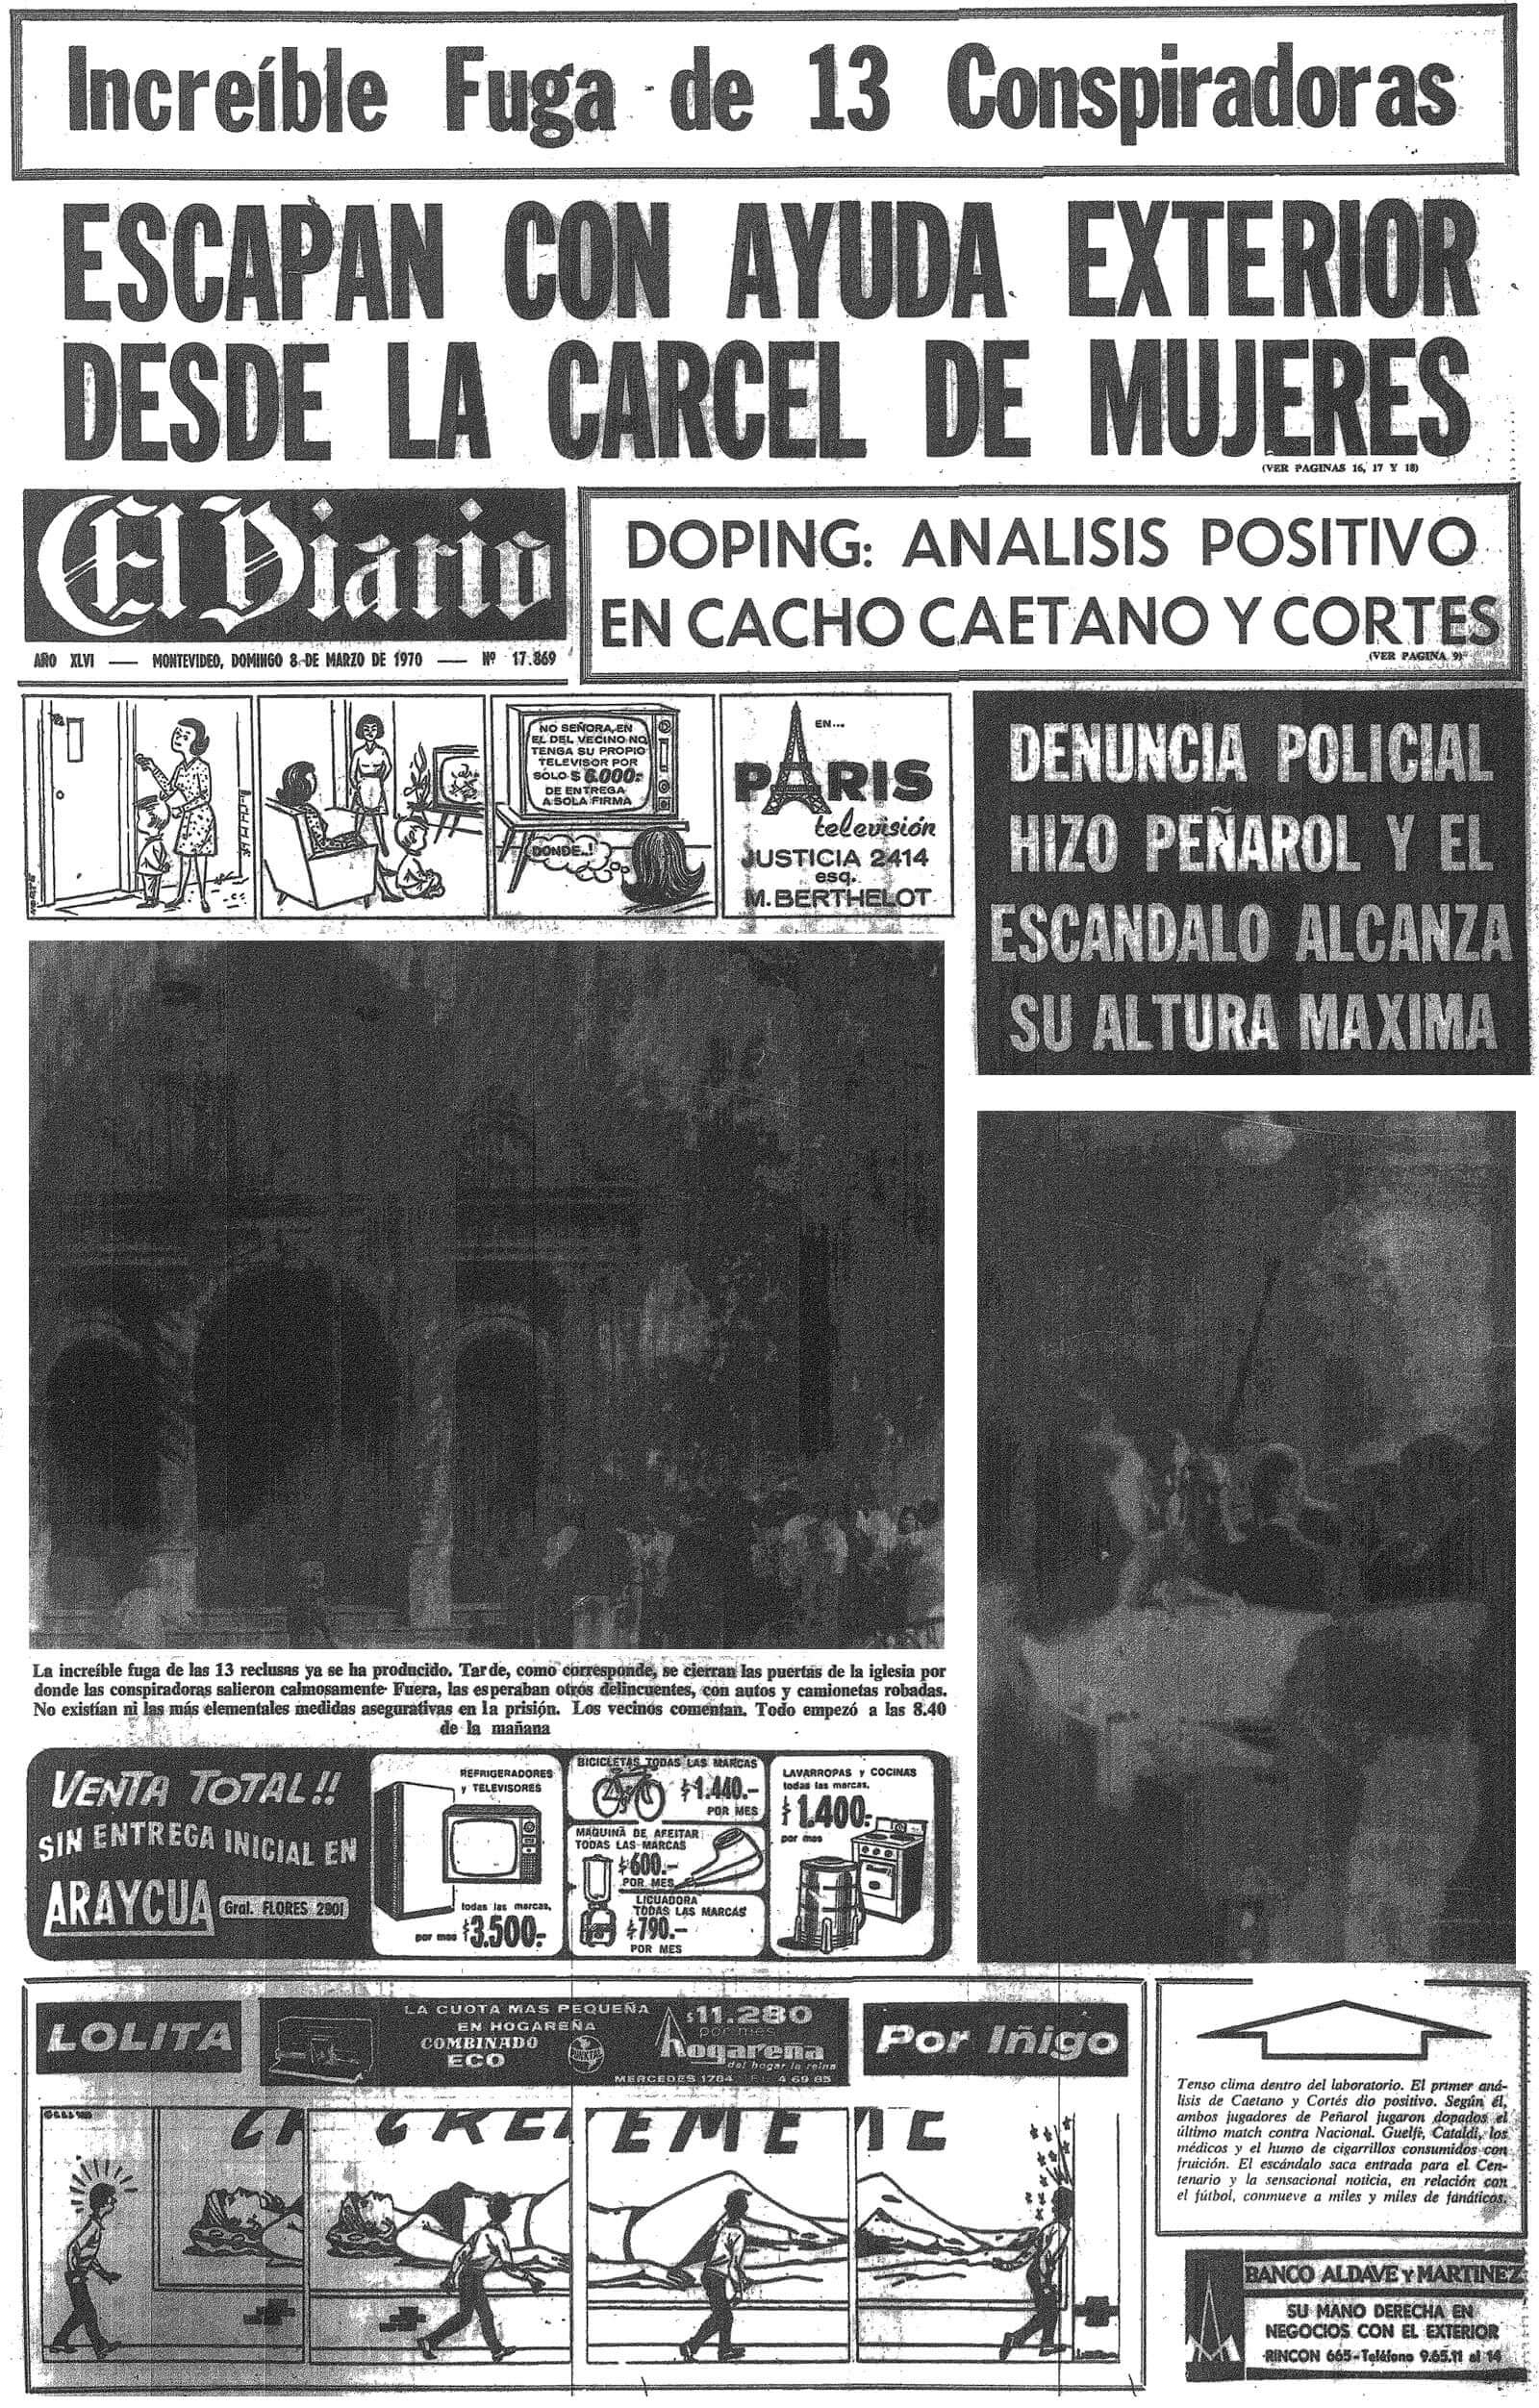 Increíble Fuga de 13 Conspiradoras
ESCAPAN CON AYUDA EXTERIOR
DESDE LA CARCEL DE MUJERES
(VER PAGINAS 16, 17 Y 18)
El Diario
AÑO XLVI — MONTEVIDEO, DOMINGO 8 DE MARZO DE 1970 — Nº 17.869
DOPING: ANALISIS POSITIVO
EN CACHO CAETANO Y CORTES
(VER PAGINA 9)
NO SEÑORA, EN
EL DEL VECINO NO
TENGA SU PROPIO
TELEVISOR POR
SOLO $ 6.000.-
DE ENTREGA
A SOLA FIRMA
DONDE..!
EN...
PARIS
televisión
JUSTICIA 2414
esq.
M. BERTHELOT
DENUNCIA POLICIAL
HIZO PEÑAROL Y EL
ESCANDALO ALCANZA
SU ALTURA MAXIMA
La increíble fuga de las 13 reclusas ya se ha producido. Tarde, como corresponde, se cierran las puertas de la iglesia por
donde las conspiradoras salieron calmosamente. Fuera, las esperaban otros delincuentes, con autos y camionetas robadas.
No existían ni las más elementales medidas asegurativas en la prisión. Los vecinos comentan. Todo empezó a las 8.40
de la mañana
VENTA TOTAL!!
SIN ENTREGA INICIAL EN
ARAYCUA Gral. FLORES 2901
REFRIGERADORES
y TELEVISORES
todas las marcas,
por mes $3.500.-
BICICLETAS TODAS LAS MARCAS
$1.440.-
POR MES
MAQUINA DE AFEITAR
TODAS LAS MARCAS
$600.-
POR MES
LICUADORA
TODAS LAS MARCAS
$790.-
POR MES
LAVARROPAS y COCINAS
todas las marcas.
$1.400.-
por mes
LOLITA
LA CUOTA MAS PEQUEÑA
EN HOGAREÑA
COMBINADO
ECO
$11.280
por mes
hogareña
del hogar la reina
MERCEDES 1784 4 69 85
Por Iñigo
Tenso clima dentro del laboratorio. El primer aná-
lisis de Caetano y Cortés dio positivo. Según él,
ambos jugadores de Peñarol jugaron dopados el
último match contra Nacional. Guelfi, Cataldi, los
médicos y el humo de cigarrillos consumidos con
fruición. El escándalo saca entrada para el Cen-
tenario y la sensacional noticia, en relación con
el fútbol, conmueve a miles y miles de fanáticos.
BANCO ALDAVE Y MARTINEZ
SU MANO DERECHA EN
NEGOCIOS CON EL EXTERIOR
RINCON 665-Teléfono 9.65.11 al 14